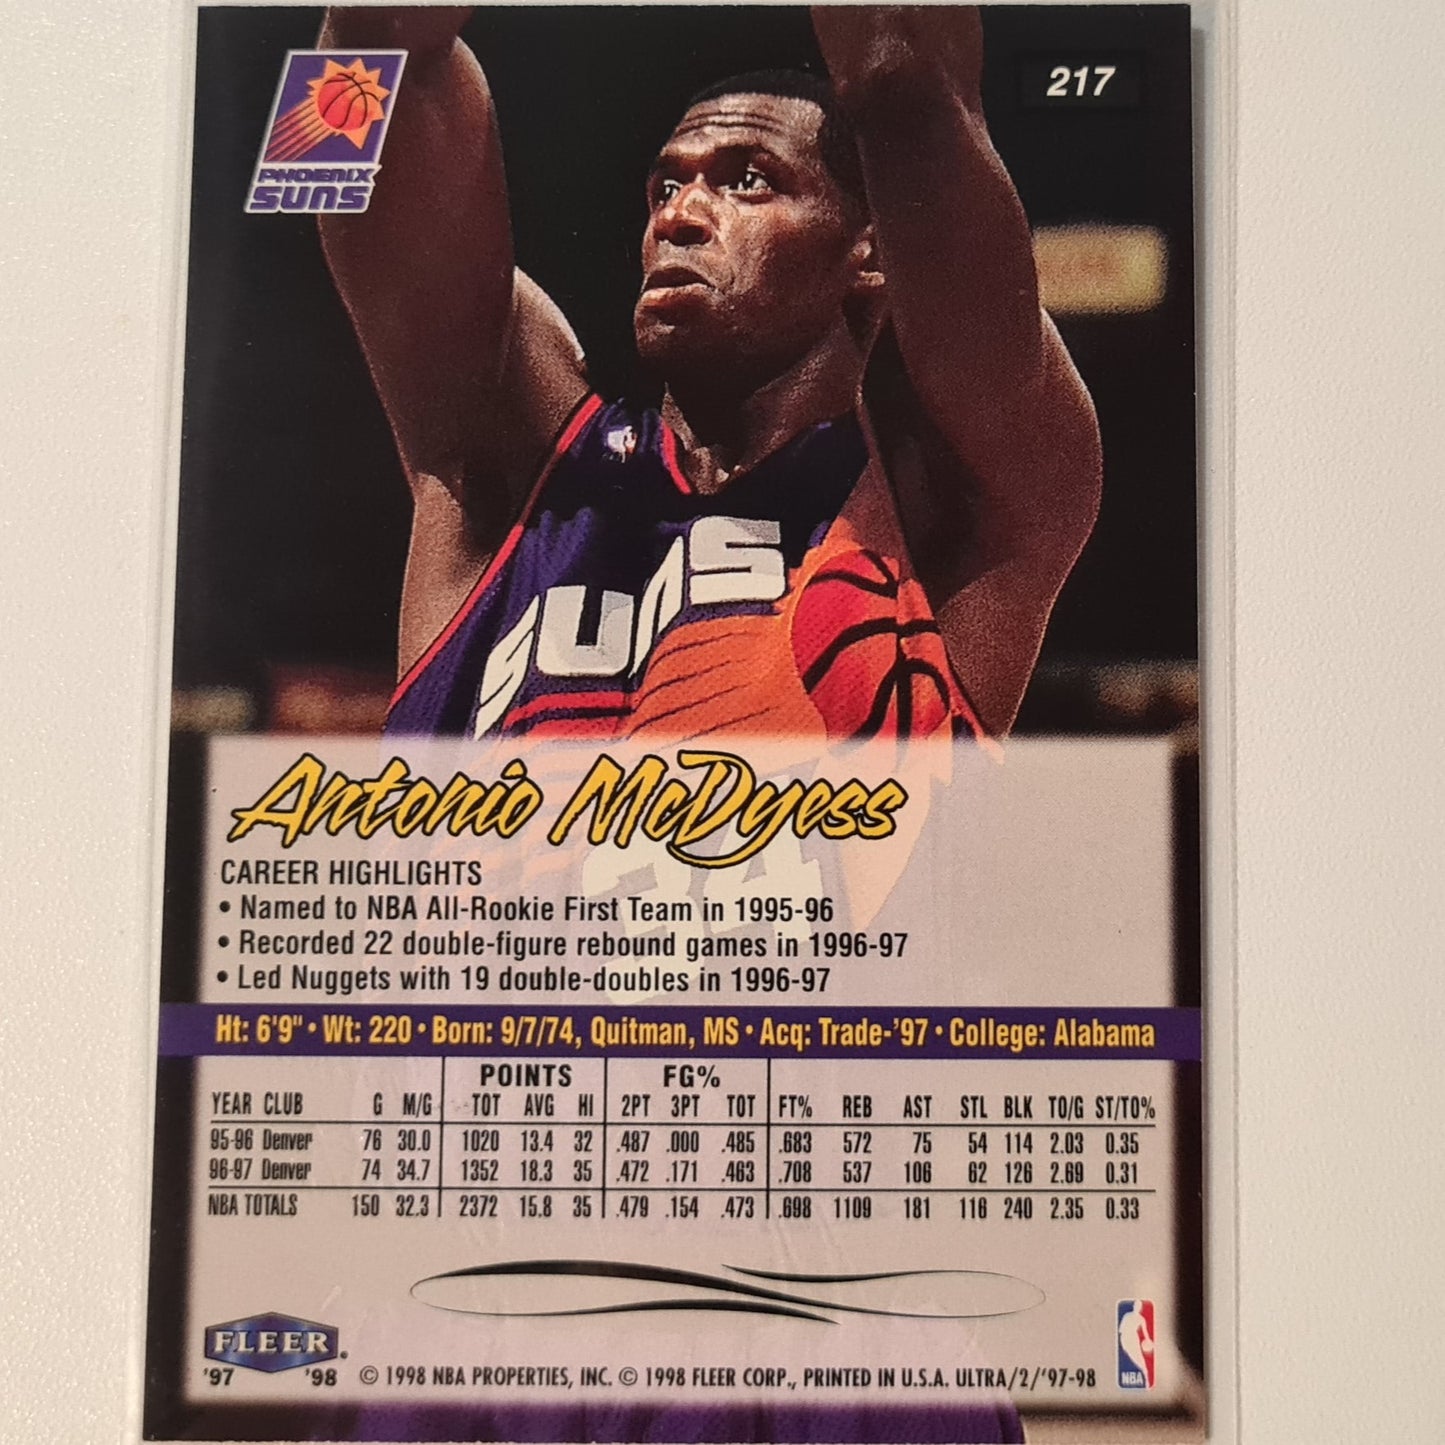 PHOENIX
SUNS
217
SUNS
34
Antonio McDyess
CAREER HIGHLIGHTS
• Named to NBA All-Rookie First Team in 1995-96
• Recorded 22 double-figure rebound games in 1996-97
• Led Nuggets with 19 double-doubles in 1996-97
Ht: 6'9" • Wt: 220 • Born: 9/7/74, Quitman, MS • Acq: Trade-'97 • College: Alabama
POINTS FG%
YEAR CLUB G M/G TOT AVG HI 2PT 3PT TOT FT% REB AST STL BLK TO/G ST/TO%
95-96 Denver 76 30.0 1020 13.4 32 .487 .000 .485 .683 572 75 54 114 2.03 0.35
96-97 Denver 74 34.7 1352 18.3 35 .472 .171 .463 .708 537 106 62 126 2.69 0.31
NBA TOTALS 150 32.3 2372 15.8 35 .479 .154 .473 .698 1109 181 116 240 2.35 0.33
FLEER
'97 '98 © 1998 NBA PROPERTIES, INC. © 1998 FLEER CORP., PRINTED IN U.S.A. ULTRA/2/'97-98
NBA